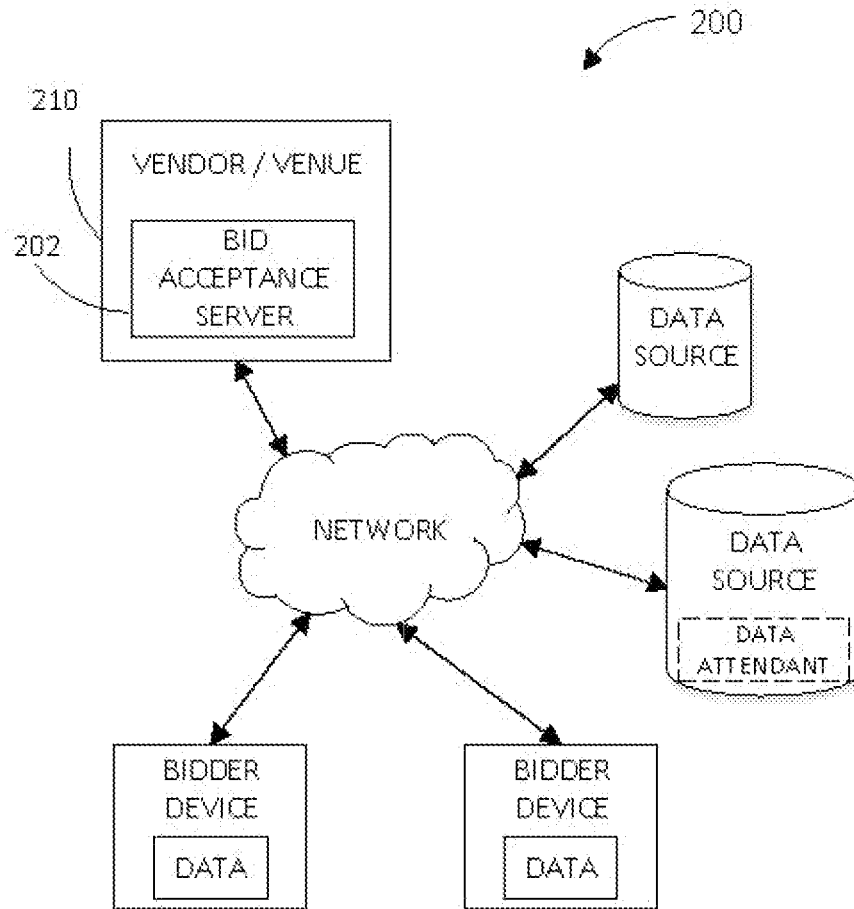 200
210
VENDOR / VENUE
202
BID
ACCEPTANCE
SERVER
DATA
SOURCE
NETWORK
DATA
SOURCE
DATA
ATTENDANT
BIDDER
DEVICE
DATA
BIDDER
DEVICE
DATA